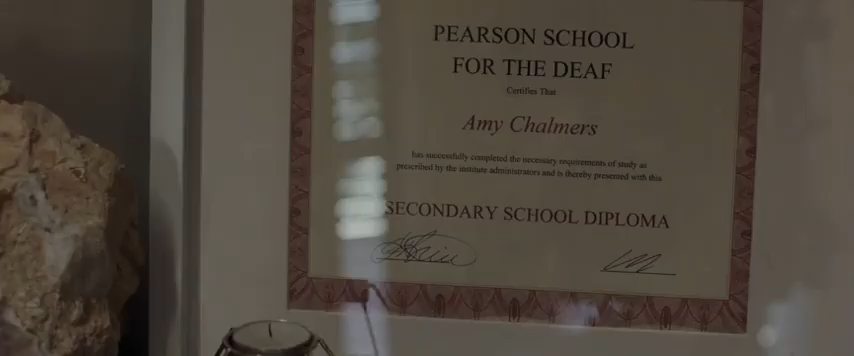 PEARSON SCHOOL
FOR THE DEAF
Certifies That
Amy Chalmers
has successfully completed the necessary requirements of study as
prescribed by the institute administrators and is thereby presented with this
SECONDARY SCHOOL DIPLOMA